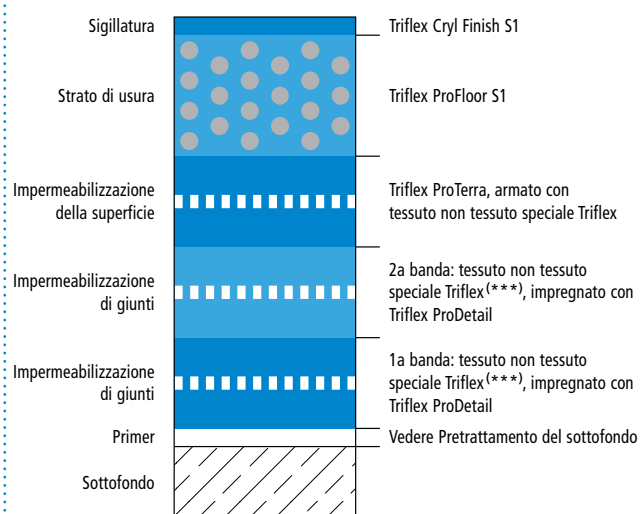 Sigillatura
Triflex Cryl Finish S1
Strato di usura
Triflex ProFloor S1
Impermeabilizzazione
della superficie
Triflex ProTerra, armato con
tessuto non tessuto speciale Triflex
Impermeabilizzazione
di giunti
2a banda: tessuto non tessuto
speciale Triflex(***), impregnato con
Triflex ProDetail
Impermeabilizzazione
di giunti
1a banda: tessuto non tessuto
speciale Triflex(***), impregnato con
Triflex ProDetail
Primer
Vedere Pretrattamento del sottofondo
Sottofondo